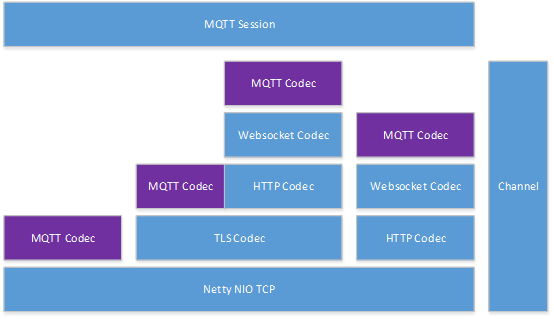 MQTT Session
MQTT Codec
Websocket Codec
MQTT Codec
MQTT Codec
HTTP Codec
Websocket Codec
Channel
MQTT Codec
TLS Codec
HTTP Codec
Netty NIO TCP